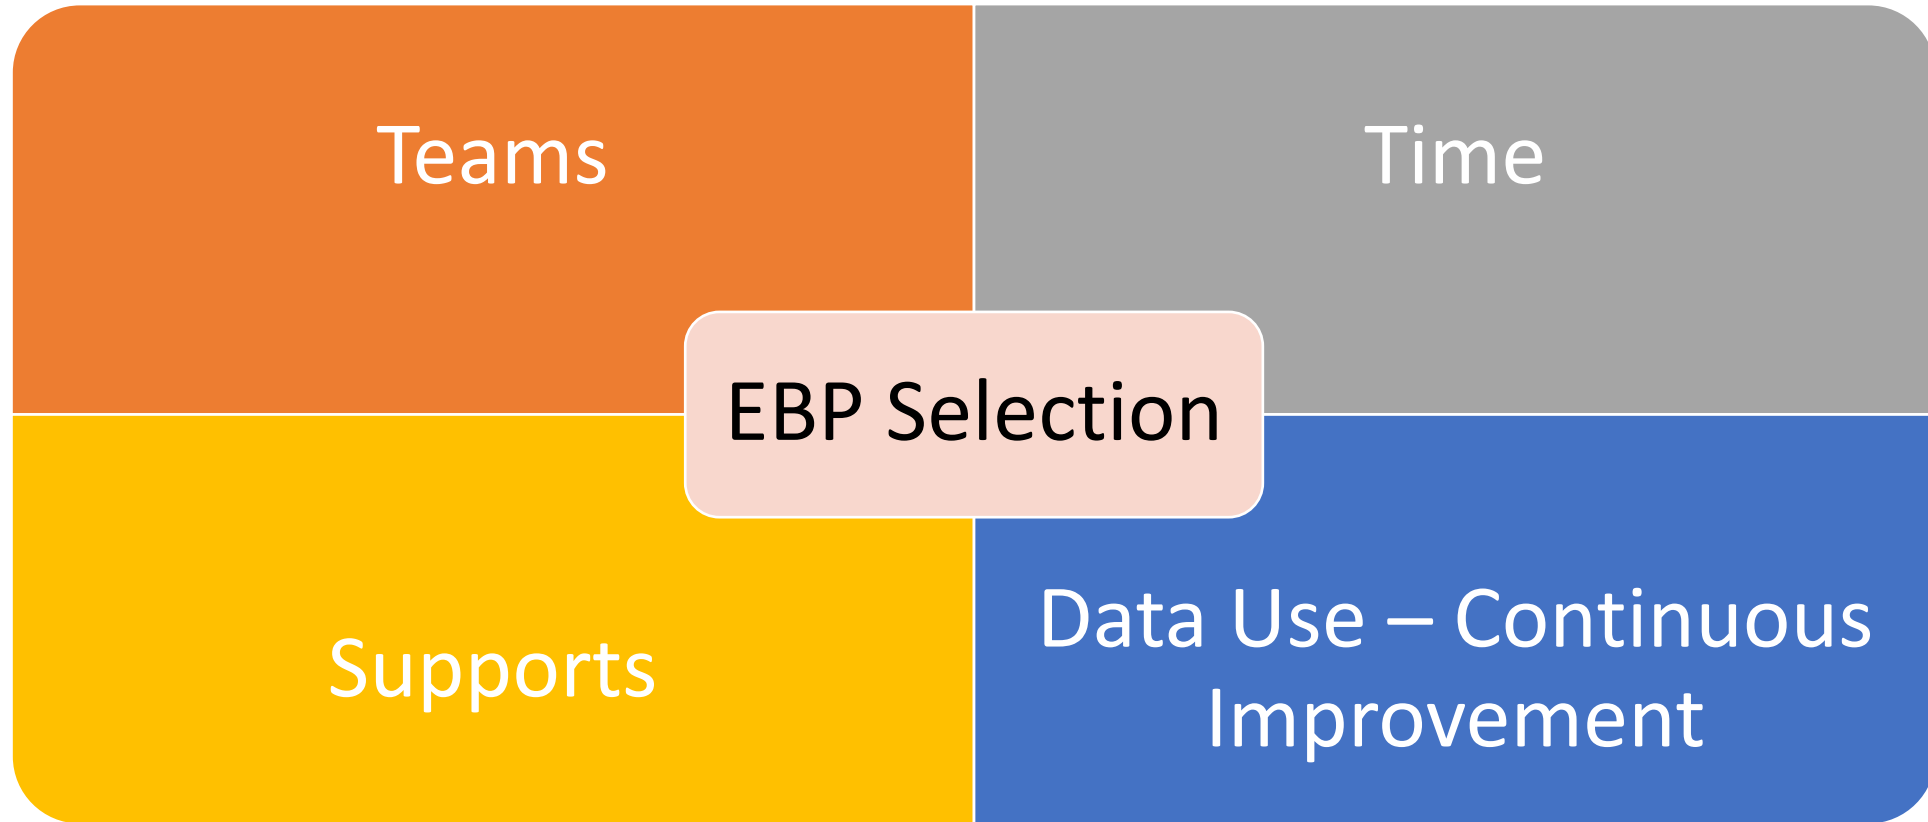 Teams
Time
EBP Selection
Supports
Data Use – Continuous
Improvement